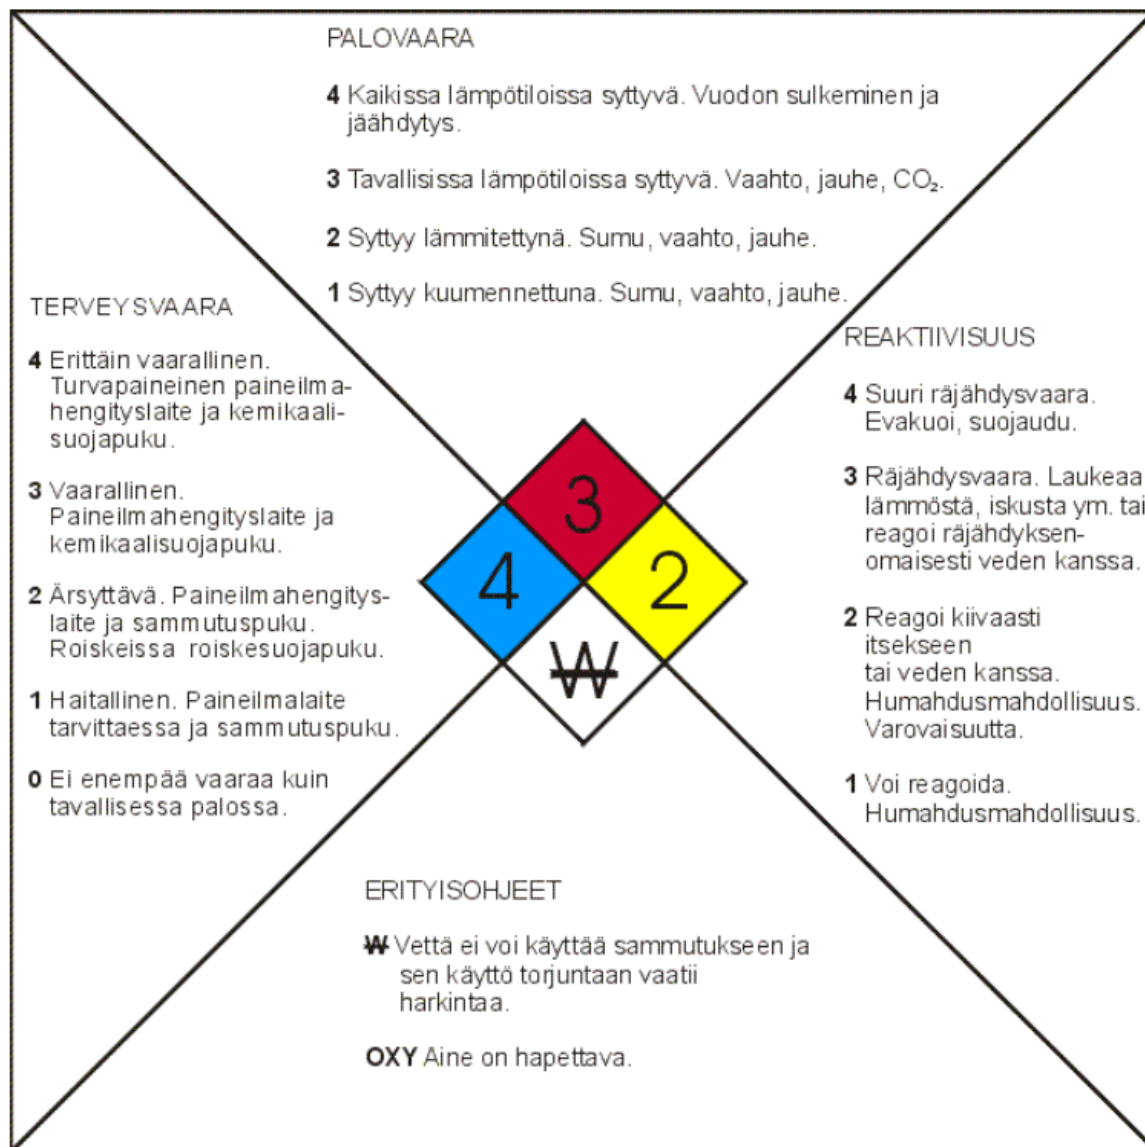 PALOVAARA
4 Kaikissa lämpötiloissa syttyvä. Vuodon sulkeminen ja
jäähdytys.
3 Tavallisissa lämpötiloissa syttyvä. Vaahto, jauhe, CO₂.
2 Syttyy lämmitettynä. Sumu, vaahto, jauhe.
1 Syttyy kuumennettuna. Sumu, vaahto, jauhe.
TERVEYSVAARA
4 Erittäin vaarallinen.
Turvapaineinen paineilma-
hengityslaite ja kemikaali-
suojapuku.
3 Vaarallinen.
Paineilmahengityslaite ja
kemikaalisuojapuku.
2 Ärsyttävä. Paineilmahengitys-
laite ja sammutuspuku.
Roiskeissa roiskesuojapuku.
1 Haitallinen. Paineilmalaite
tarvittaessa ja sammutuspuku.
0 Ei enempää vaaraa kuin
tavallisessa palossa.
3
4
2
W
REAKTIIVISUUS
4 Suuri räjähdysvaara.
Evakuoi, suojaudu.
3 Räjähdysvaara. Laukeaa
lämmöstä, iskusta ym. tai
reagoi räjähdyksen-
omaisesti veden kanssa.
2 Reagoi kiivaasti
itsekseen
tai veden kanssa.
Humahdusmahdollisuus.
Varovaisuutta.
1 Voi reagoida.
Humahdusmahdollisuus.
ERITYISOHJEET
W Vettä ei voi käyttää sammutukseen ja
sen käyttö torjuntaan vaatii
harkintaa.
OXY Aine on hapettava.